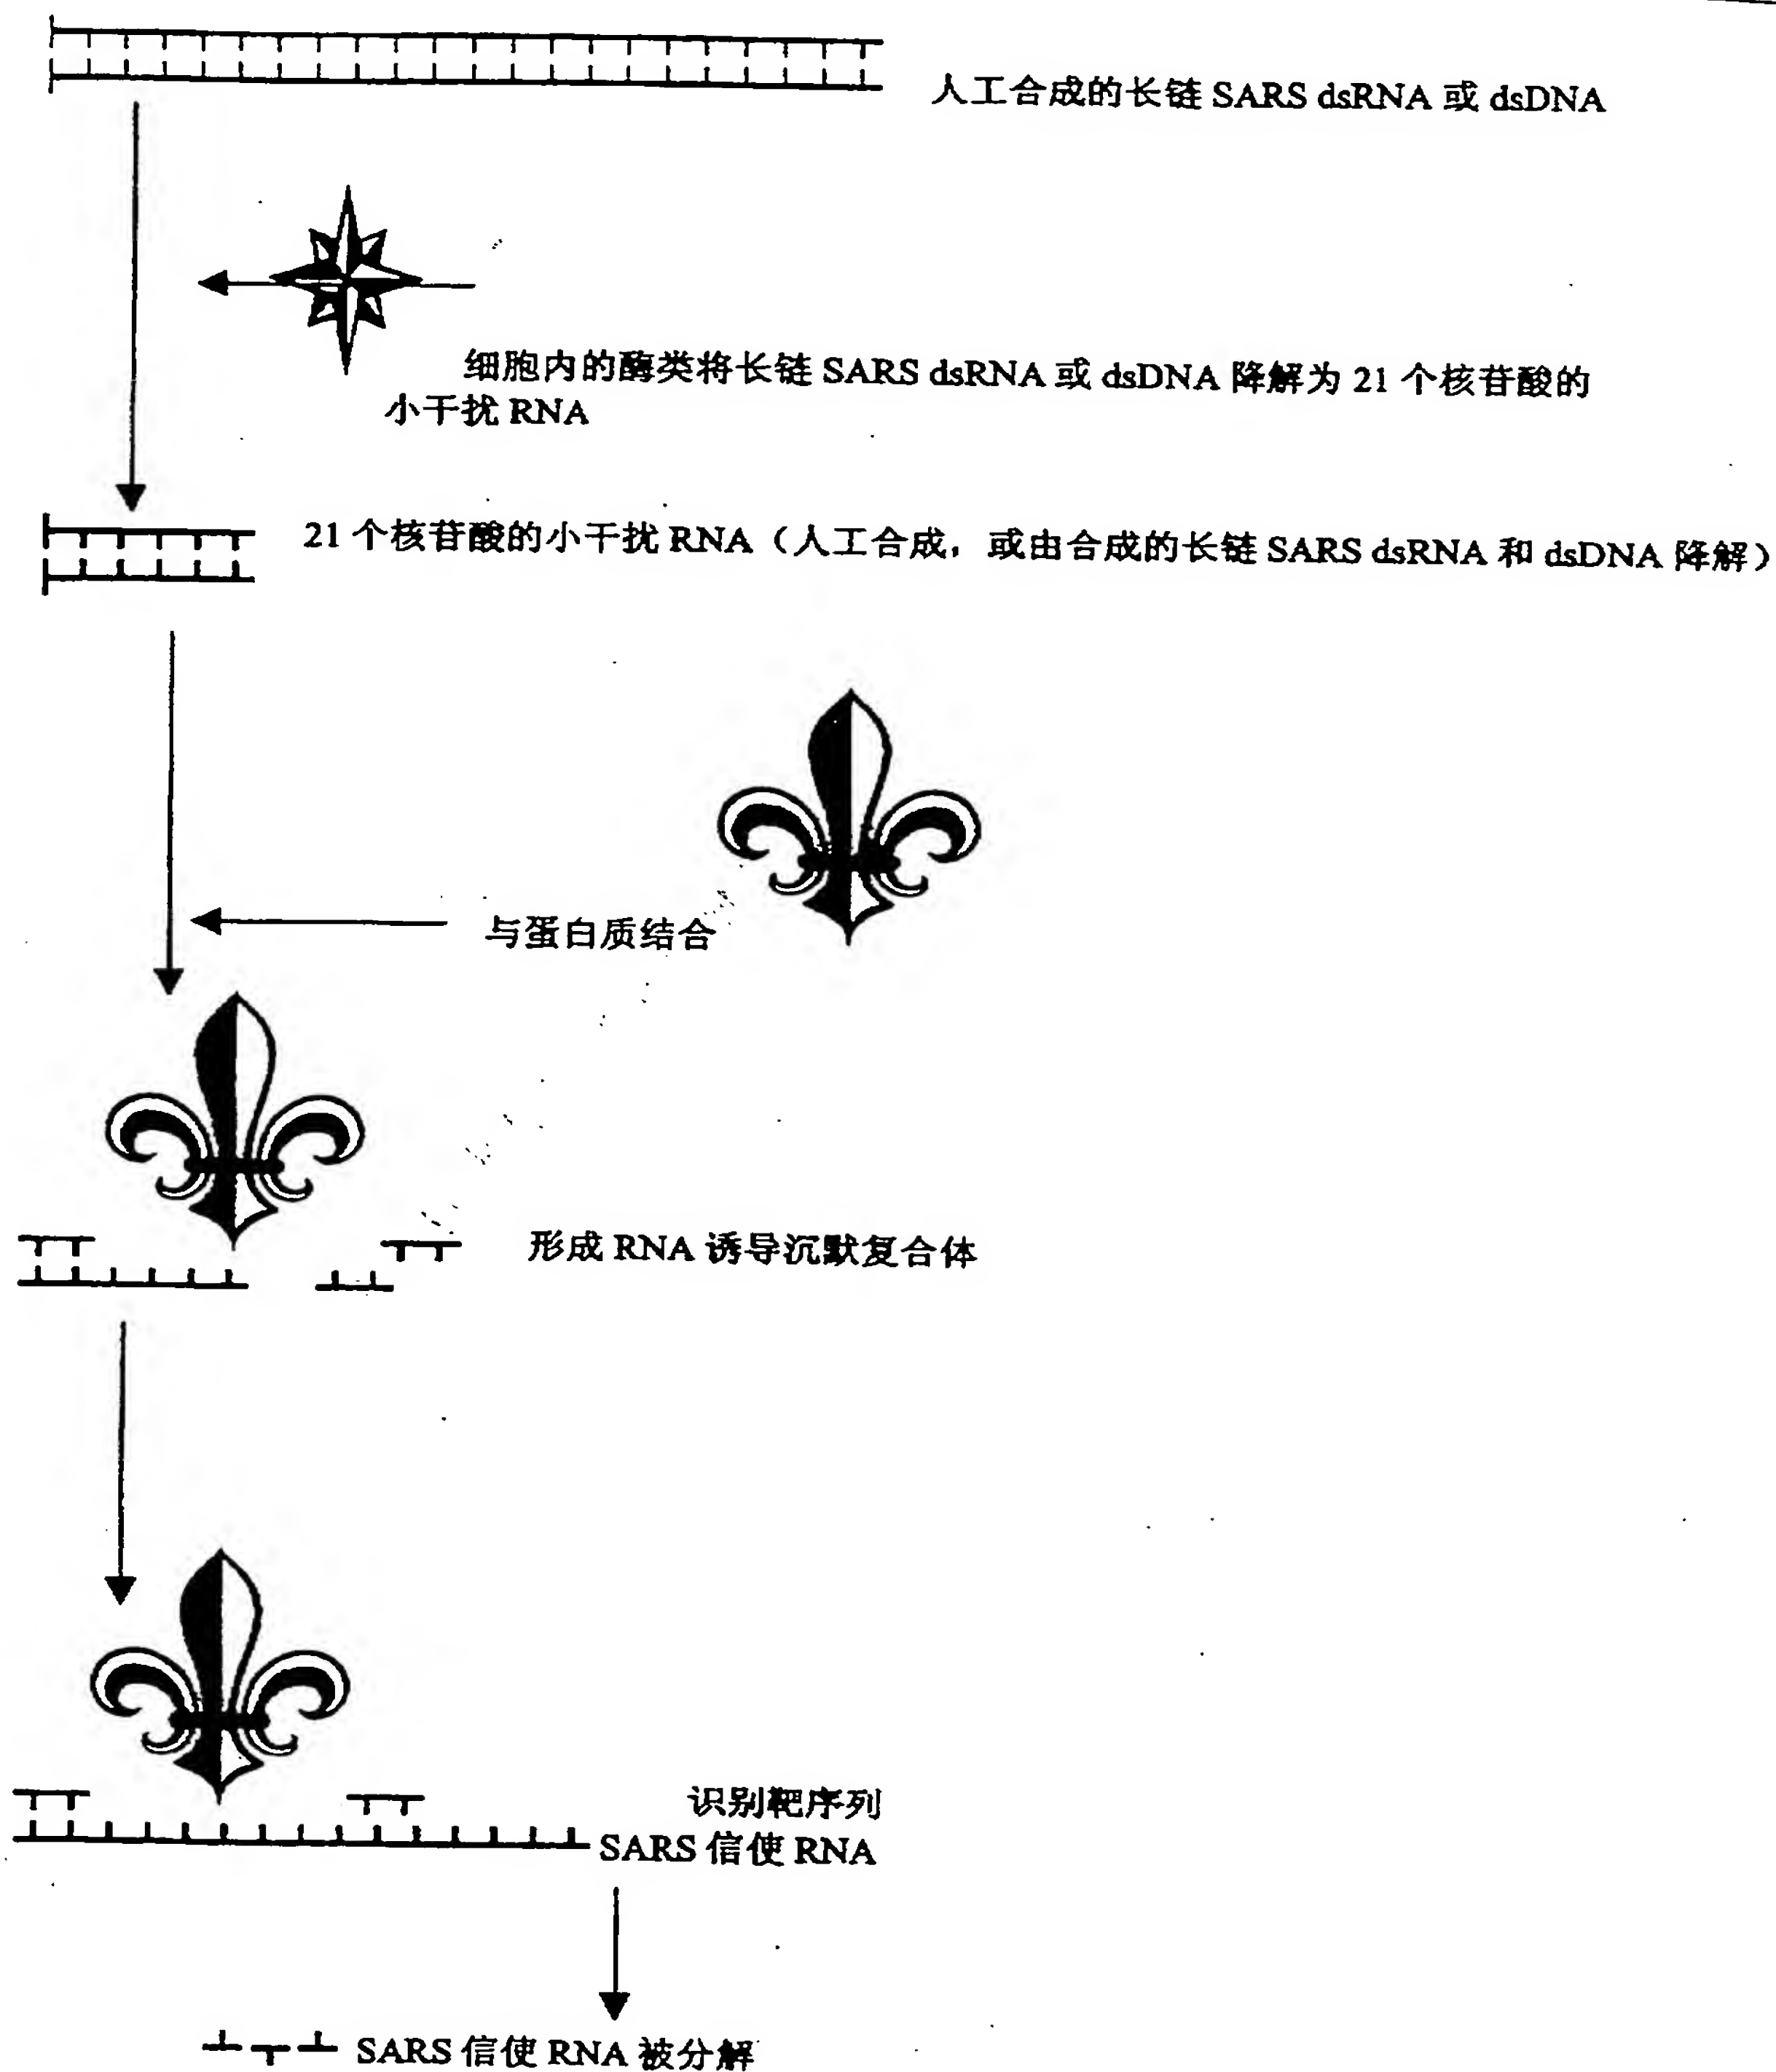 人工合成的长链 SARS dsRNA 或 dsDNA
细胞内的酶类将长链 SARS dsRNA 或 dsDNA 降解为 21 个核苷酸的
小干扰 RNA
21 个核苷酸的小干扰 RNA（人工合成，或由合成的长链 SARS dsRNA 和 dsDNA 降解）
与蛋白质结合
形成 RNA 诱导沉默复合体
识别靶序列
SARS 信使 RNA
SARS 信使 RNA 被分解